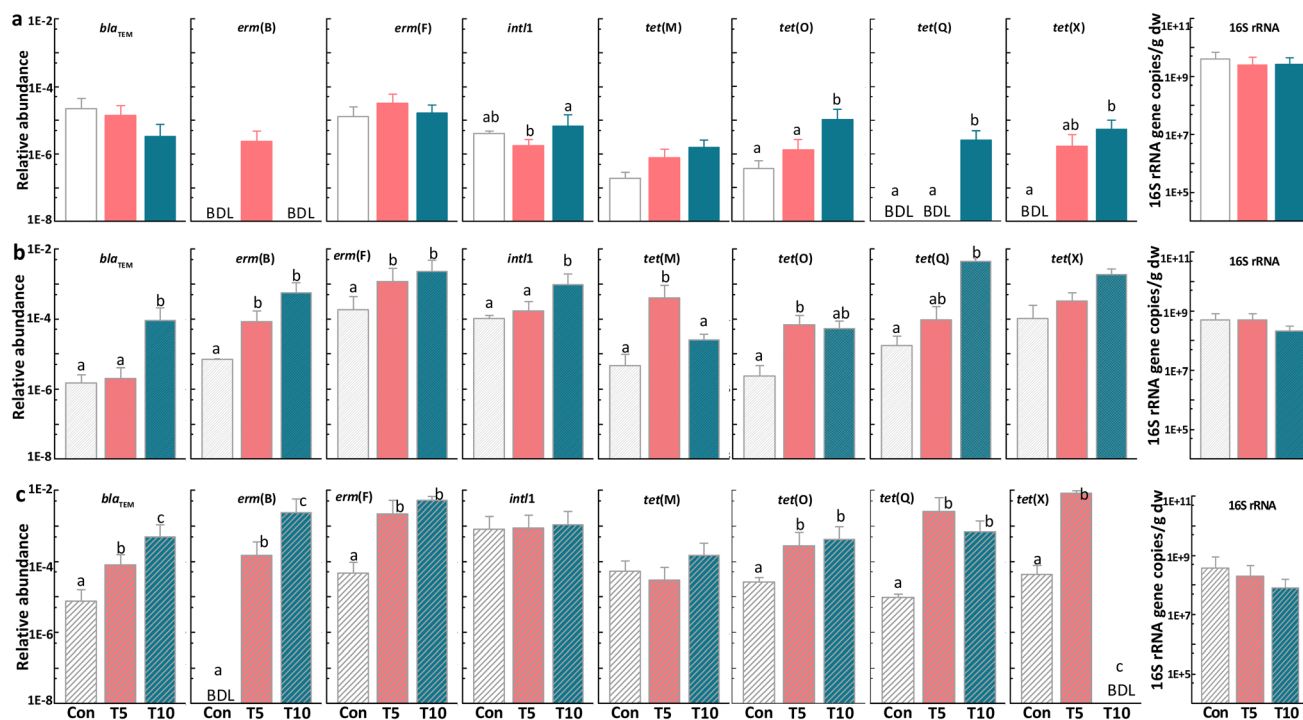 a
Relative abundance
1E-2
1E-4
1E-6
1E-8
blaTEM
erm(B)
BDL
BDL
erm(F)
intl1
ab
b
a
tet(M)
tet(O)
a
a
b
tet(Q)
a
BDL
a
BDL
b
tet(X)
a
BDL
ab
b
16S rRNA gene copies/g dw
1E+11
1E+9
1E+7
1E+5
16S rRNA
b
Relative abundance
1E-2
1E-4
1E-6
1E-8
blaTEM
a
a
b
erm(B)
a
b
b
erm(F)
a
b
b
intl1
a
a
b
tet(M)
a
b
a
tet(O)
a
b
ab
tet(Q)
a
ab
b
tet(X)
16S rRNA gene copies/g dw
1E+11
1E+9
1E+7
1E+5
16S rRNA
c
Relative abundance
1E-2
1E-4
1E-6
1E-8
blaTEM
a
b
c
Con T5 T10
erm(B)
a
BDL
b
c
Con T5 T10
erm(F)
a
b
b
Con T5 T10
intl1
Con T5 T10
tet(M)
Con T5 T10
tet(O)
a
b
b
Con T5 T10
tet(Q)
a
b
b
Con T5 T10
tet(X)
a
b
c
BDL
Con T5 T10
16S rRNA gene copies/g dw
1E+11
1E+9
1E+7
1E+5
16S rRNA
Con T5 T10